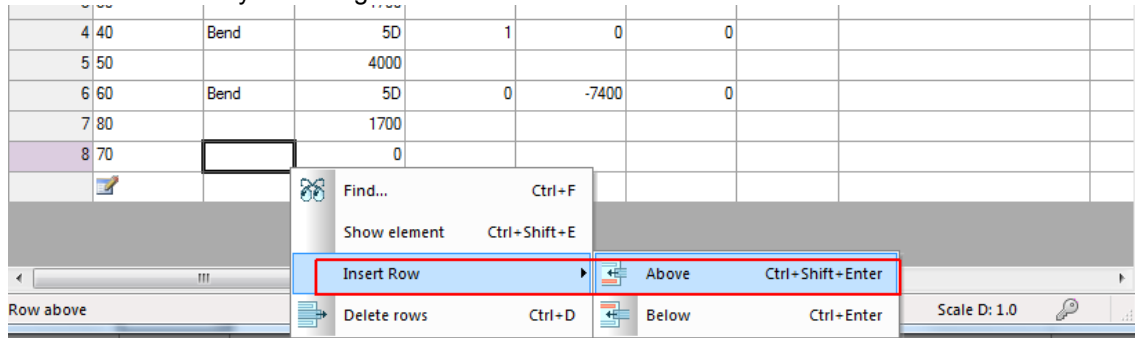 4 40 Bend 5D 1 0 0
5 50 4000
6 60 Bend 5D 0 -7400 0
7 80 1700
8 70 0
Find... Ctrl+F
Show element Ctrl+Shift+E
Insert Row Above Ctrl+Shift+Enter
Row above Delete rows Ctrl+D Below Ctrl+Enter Scale D: 1.0